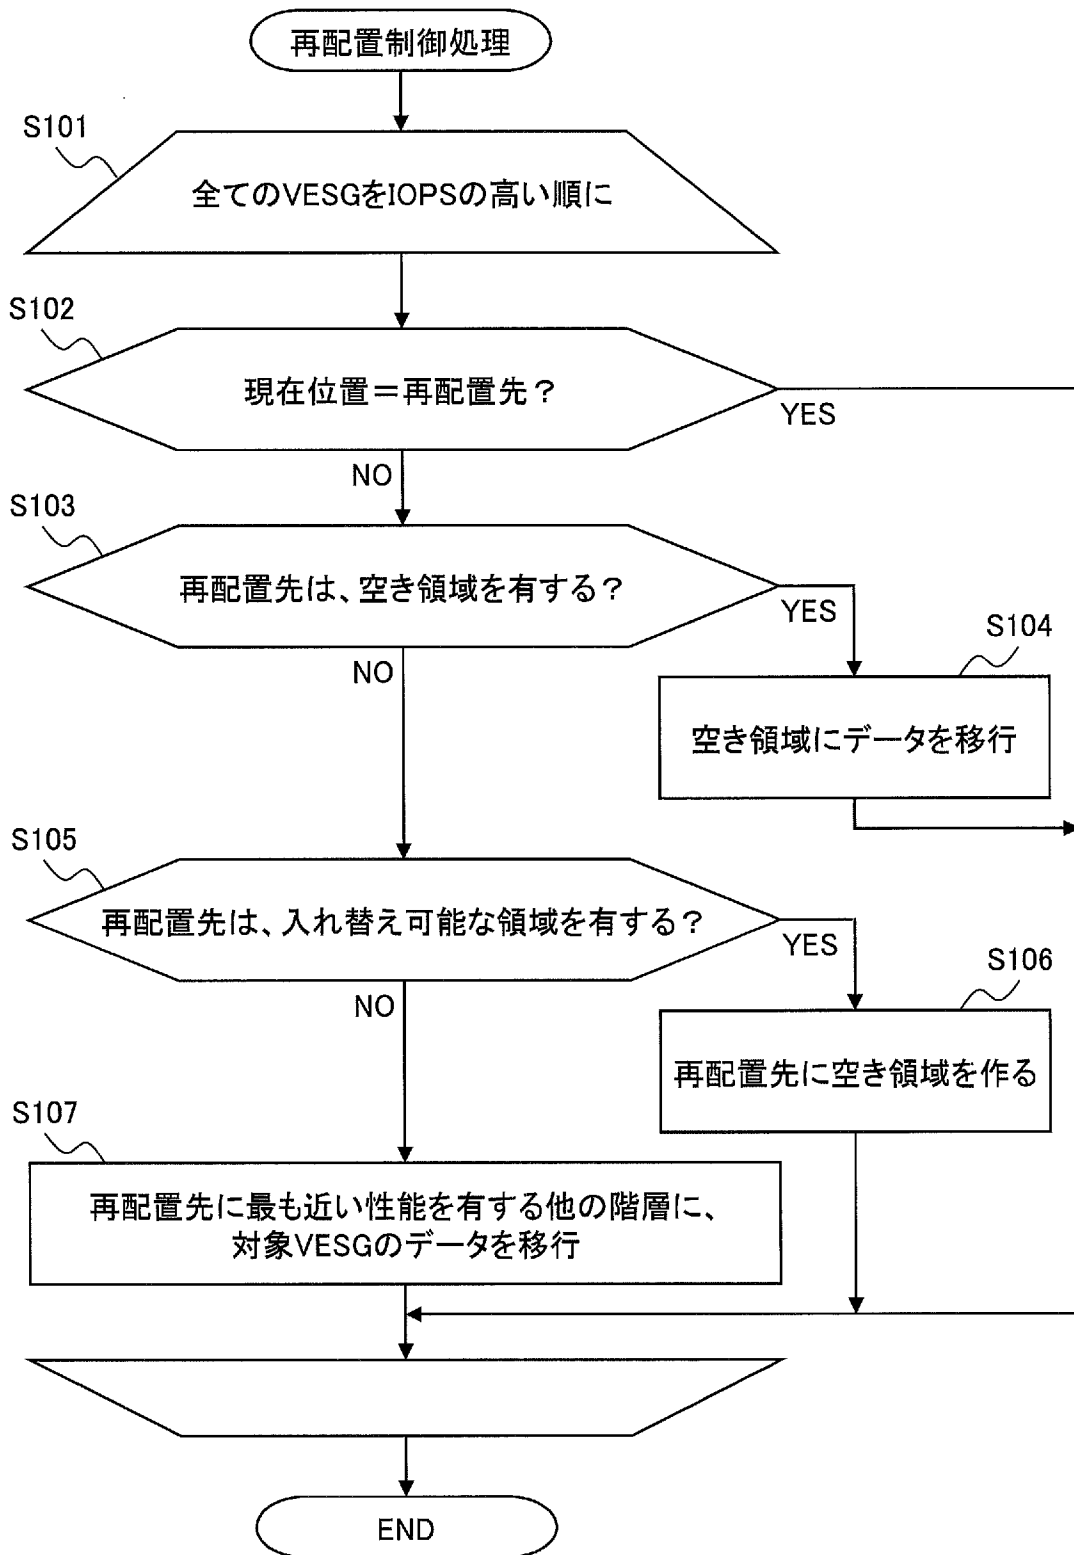 再配置制御処理
S101
全てのVESGをIOPSの高い順に
S102
現在位置＝再配置先？
YES
NO
S103
再配置先は、空き領域を有する？
YES
NO
S104
空き領域にデータを移行
S105
再配置先は、入れ替え可能な領域を有する？
YES
NO
S106
再配置先に空き領域を作る
S107
再配置先に最も近い性能を有する他の階層に、
対象VESGのデータを移行
END